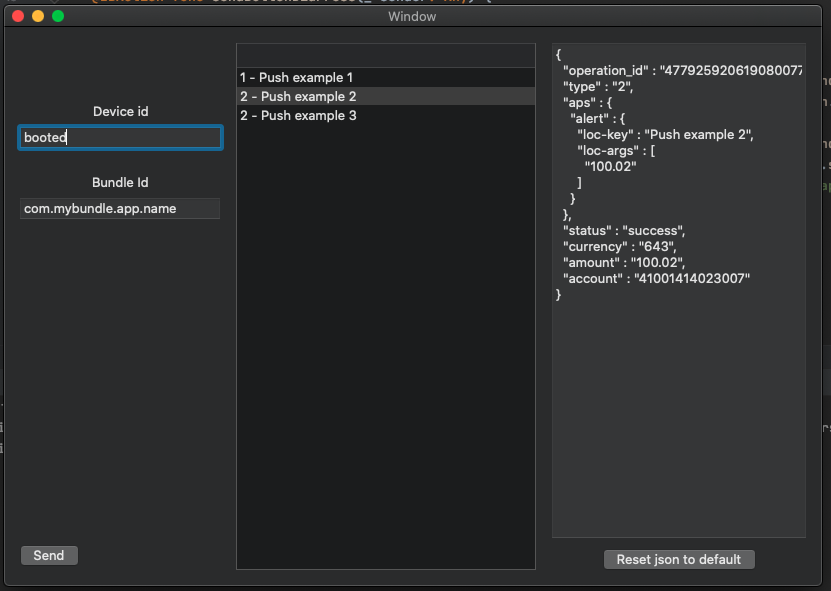 Window
Device id
booted
Bundle Id
com.mybundle.app.name
Send
1 - Push example 1
2 - Push example 2
2 - Push example 3
{
"operation_id" : "477925920619080077
"type" : "2",
"aps" : {
"alert" : {
"loc-key" : "Push example 2",
"loc-args" : [
"100.02"
]
}
},
"status" : "success",
"currency" : "643",
"amount" : "100.02",
"account" : "41001414023007"
}
Reset json to default